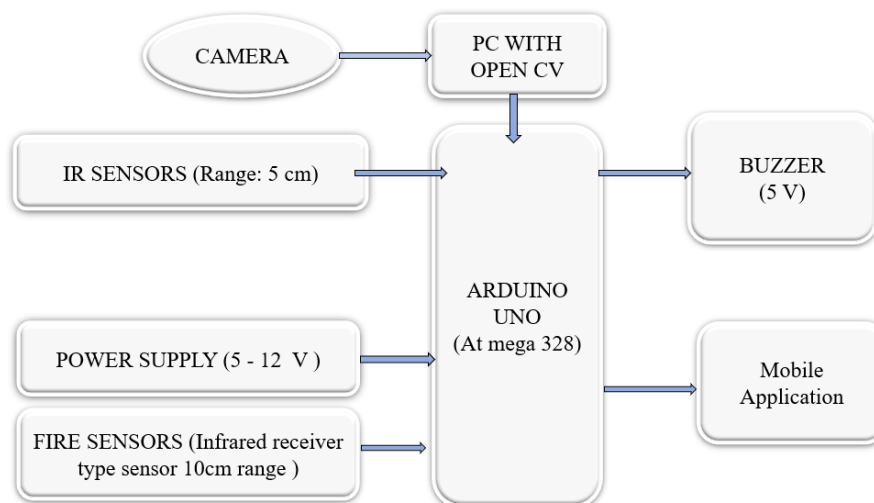 CAMERA
PC WITH
OPEN CV
IR SENSORS (Range: 5 cm)
BUZZER
(5 V)
ARDUINO
UNO
(At mega 328)
POWER SUPPLY (5 - 12 V )
Mobile
Application
FIRE SENSORS (Infrared receiver
type sensor 10cm range )